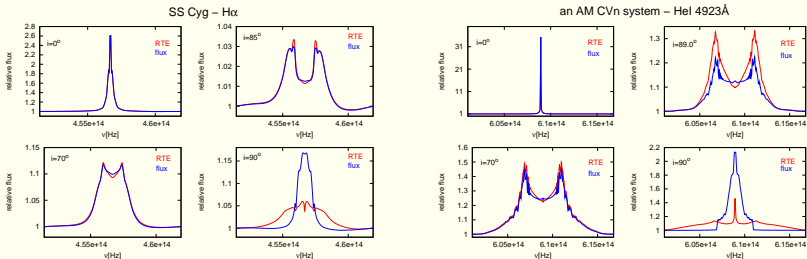 SS Cyg – Hα
an AM CVn system – HeI 4923Å
relative flux
2.6
2.4
2.2
2
1.8
1.6
1.4
1.2
1
i=0°
RTE
flux
4.55e+14
4.6e+14
ν[Hz]
relative flux
1.04
1.03
1.02
1.01
1
i=85°
RTE
flux
4.55e+14
4.6e+14
ν[Hz]
relative flux
31
21
11
1
i=0°
RTE
flux
6.05e+14
6.1e+14
6.15e+14
ν[Hz]
relative flux
1.3
1.2
1.1
1
i=89.0°
RTE
flux
6.05e+14
6.1e+14
6.15e+14
ν[Hz]
relative flux
1.15
1.1
1.05
1
i=70°
RTE
flux
4.55e+14
4.6e+14
ν[Hz]
relative flux
1.2
1.15
1.1
1.05
1
i=90°
RTE
flux
4.55e+14
4.6e+14
ν[Hz]
relative flux
1.6
1.5
1.4
1.3
1.2
1.1
1
i=70°
RTE
flux
6.05e+14
6.1e+14
6.15e+14
ν[Hz]
relative flux
2.2
2
1.8
1.6
1.4
1.2
1
i=90°
RTE
flux
6.05e+14
6.1e+14
6.15e+14
ν[Hz]